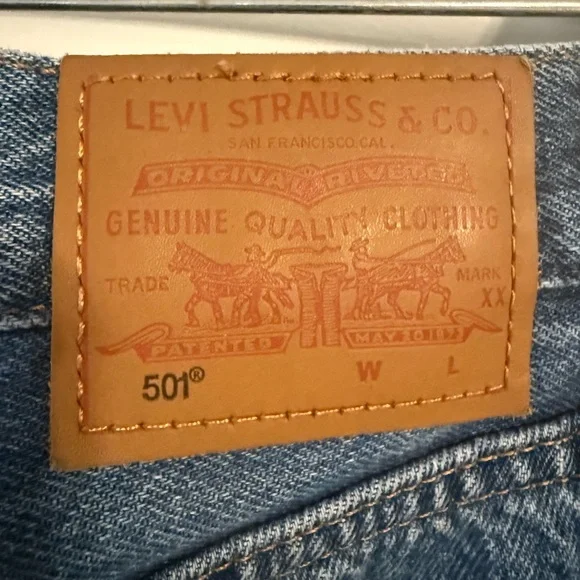 LEVI STRAUSS & CO.
SAN FRANCISCO.CAL.
ORIGINAL RIVETED
GENUINE QUALITY CLOTHING
TRADE MARK
XX
PATENTED MAY 20 1873
501® W L